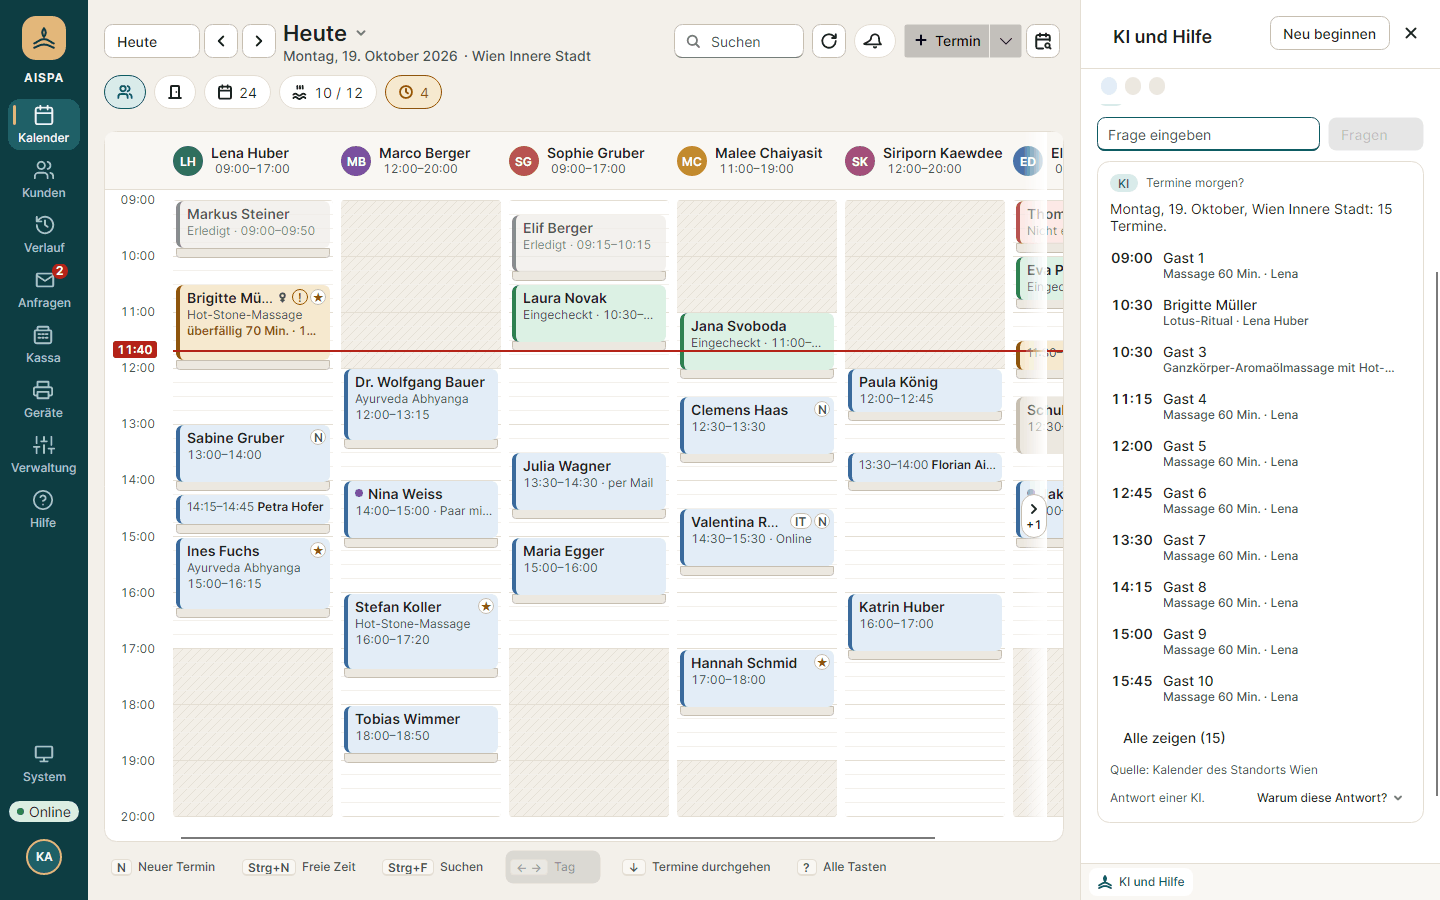 AISPA
Kalender
Kunden
Verlauf
2
Anfragen
Kassa
Geräte
Verwaltung
Hilfe
System
Online
KA
Heute
Heute
Montag, 19. Oktober 2026 · Wien Innere Stadt
Suchen
Termin
24
10 / 12
4
LH Lena Huber
09:00–17:00
MB Marco Berger
12:00–20:00
SG Sophie Gruber
09:00–17:00
MC Malee Chaiyasit
11:00–19:00
SK Siriporn Kaewdee
12:00–20:00
ED
09:00
10:00
11:00
11:40
12:00
13:00
14:00
15:00
16:00
17:00
18:00
19:00
20:00
Markus Steiner
Erledigt · 09:00–09:50
Brigitte Mü...
Hot-Stone-Massage
überfällig 70 Min. · 1...
Sabine Gruber N
13:00–14:00
14:15–14:45 Petra Hofer
Ines Fuchs
Ayurveda Abhyanga
15:00–16:15
Dr. Wolfgang Bauer
Ayurveda Abhyanga
12:00–13:15
Nina Weiss
14:00–15:00 · Paar mi...
Stefan Koller
Hot-Stone-Massage
16:00–17:20
Tobias Wimmer
18:00–18:50
Elif Berger
Erledigt · 09:15–10:15
Laura Novak
Eingecheckt · 10:30–...
Julia Wagner
13:30–14:30 · per Mail
Maria Egger
15:00–16:00
Jana Svoboda
Eingecheckt · 11:00–...
Clemens Haas N
12:30–13:30
Valentina R... IT N
14:30–15:30 · Online
Hannah Schmid
17:00–18:00
Paula König
12:00–12:45
13:30–14:00 Florian Ai...
Katrin Huber
16:00–17:00
Thom
Nicht e
Eva P
Eingec
11:30
Schul
12:30-
+1
N Neuer Termin
Strg+N Freie Zeit
Strg+F Suchen
← → Tag
↓ Termine durchgehen
? Alle Tasten
KI und Hilfe
Neu beginnen
Frage eingeben
Fragen
KI Termine morgen?
Montag, 19. Oktober, Wien Innere Stadt: 15
Termine.
09:00 Gast 1
Massage 60 Min. · Lena
10:30 Brigitte Müller
Lotus-Ritual · Lena Huber
10:30 Gast 3
Ganzkörper-Aromaölmassage mit Hot-...
11:15 Gast 4
Massage 60 Min. · Lena
12:00 Gast 5
Massage 60 Min. · Lena
12:45 Gast 6
Massage 60 Min. · Lena
13:30 Gast 7
Massage 60 Min. · Lena
14:15 Gast 8
Massage 60 Min. · Lena
15:00 Gast 9
Massage 60 Min. · Lena
15:45 Gast 10
Massage 60 Min. · Lena
Alle zeigen (15)
Quelle: Kalender des Standorts Wien
Antwort einer KI.
Warum diese Antwort?
KI und Hilfe